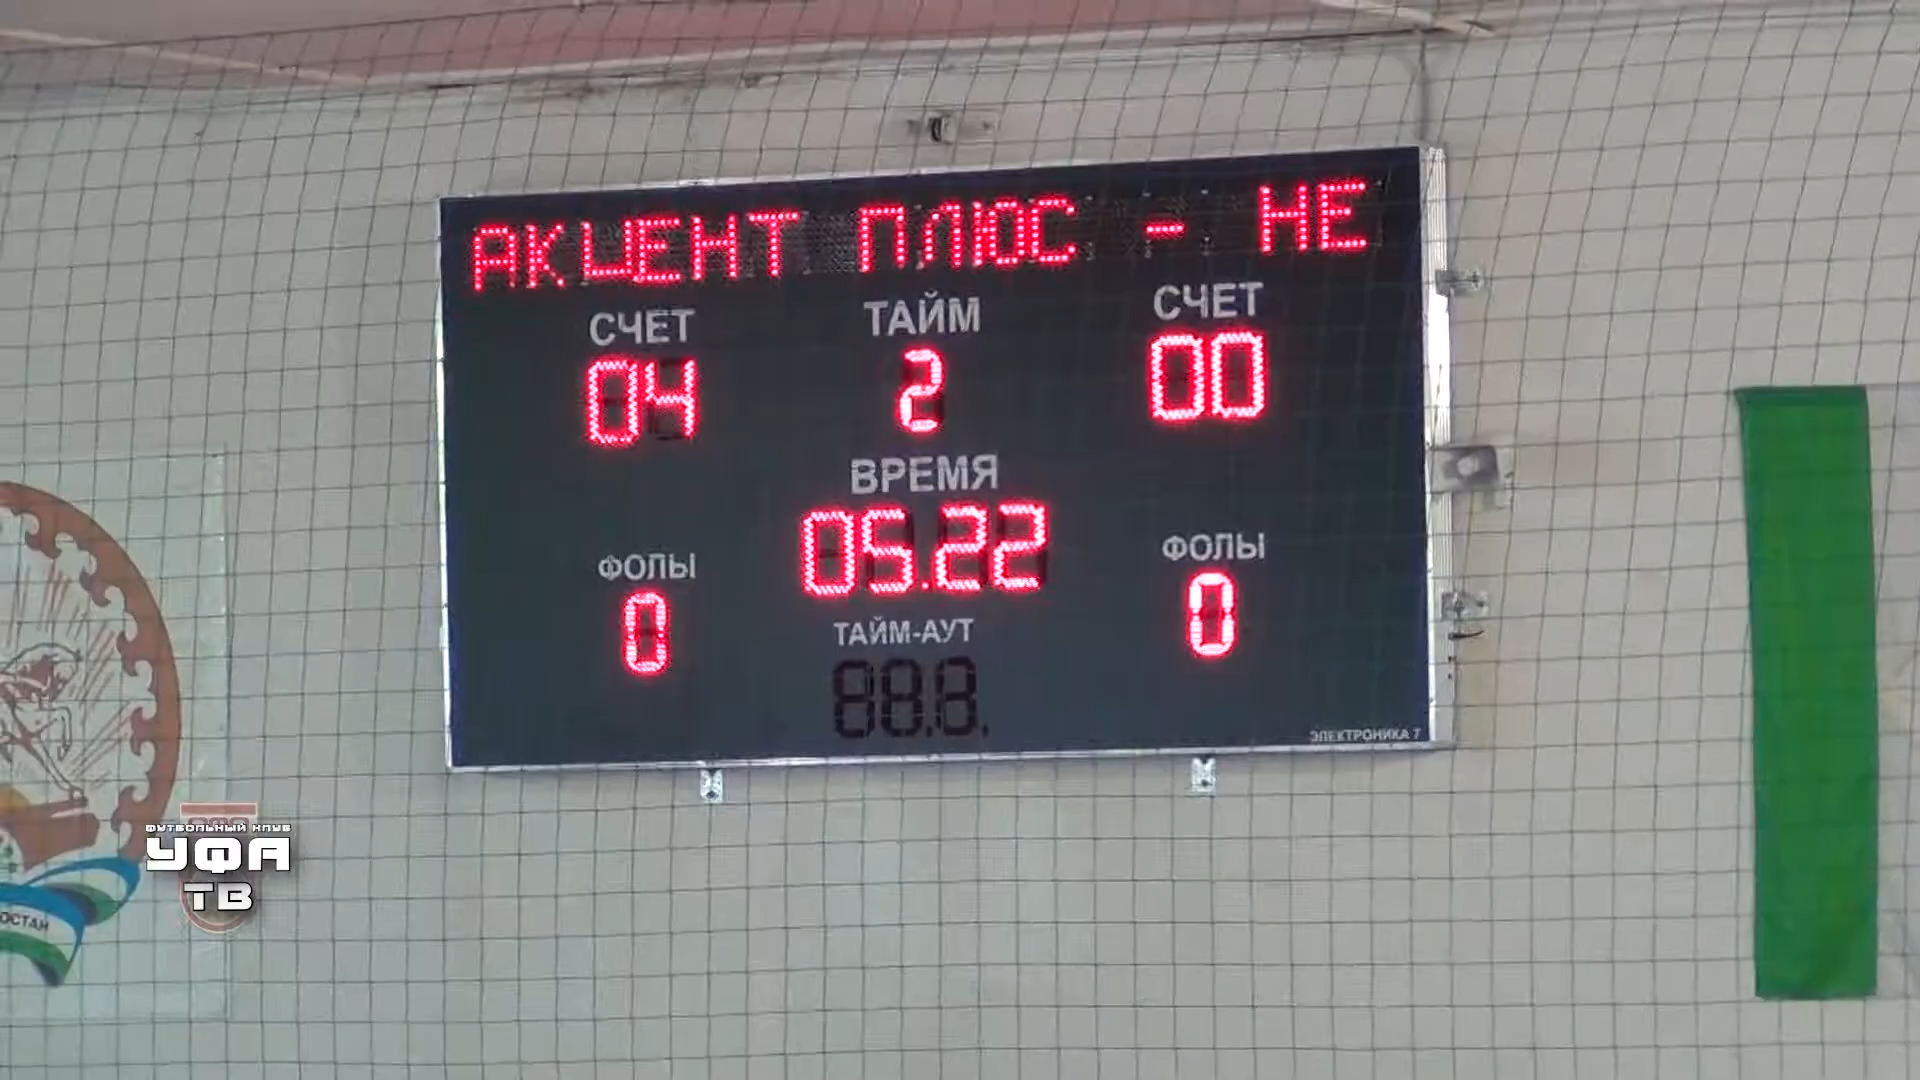 АКЦЕНТ ПЛЮС - НЕ
СЧЕТ ТАЙМ СЧЕТ
04 2 00
ВРЕМЯ
05.22
ФОЛЫ ФОЛЫ
0 0
ТАЙМ-АУТ
ЭЛЕКТРОНИКА 7
ФУТБОЛЬНЫЙ КЛУБ
УФА
ТВ
ОСТАН